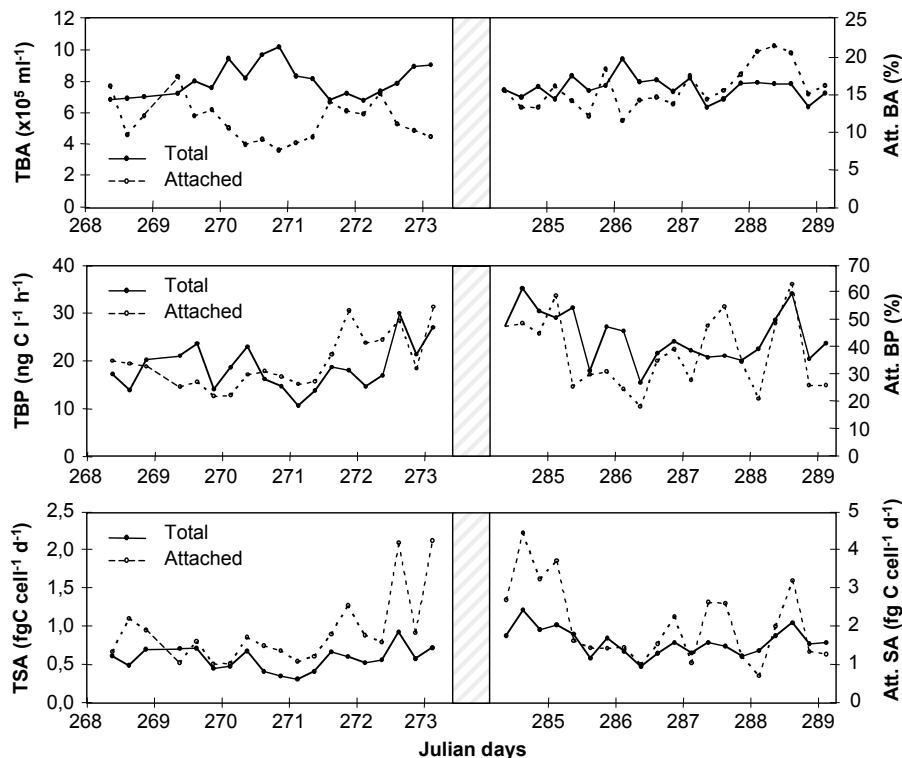 12
10
8
6
4
2
0
TBA (x10⁵ ml⁻¹)
Total
Attached
25
20
15
10
5
0
Att. BA (%)
268 269 270 271 272 273 285 286 287 288 289
40
30
20
10
0
TBP (ng C l⁻¹ h⁻¹)
Total
Attached
70
60
50
40
30
20
10
0
Att. BP (%)
268 269 270 271 272 273 285 286 287 288 289
2,5
2,0
1,5
1,0
0,5
0,0
TSA (fgC cell⁻¹ d⁻¹)
Total
Attached
5
4
3
2
1
0
Att. SA (fg C cell⁻¹ d⁻¹)
268 269 270 271 272 273 285 286 287 288 289
Julian days